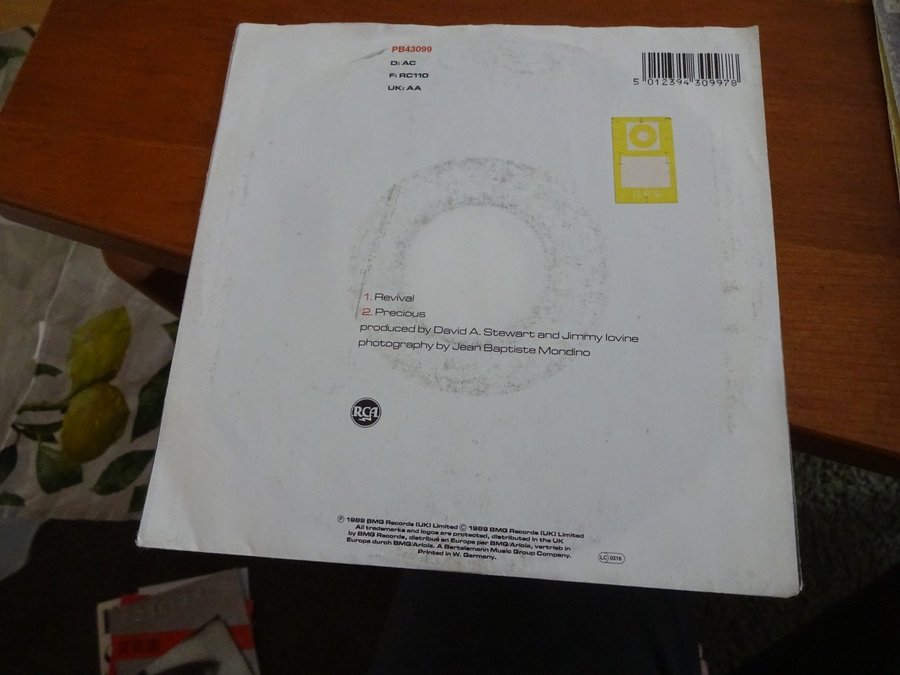 PB43099
D: AC
F: RC110
UK: AA
5 012394 309978
1. Revival
2. Precious
produced by David A. Stewart and Jimmy Iovine
photography by Jean Baptiste Mondino
RCA
℗ 1989 BMG Records (UK) Limited © 1989 BMG Records (UK) Limited
All trademarks and logos are protected, distributed in the UK
by BMG Records, distribué en Europe par BMG/Ariola, vertrieb in
Europa durch BMG/Ariola. A Bertelsmann Music Group Company.
Printed in W. Germany.
LC 0316